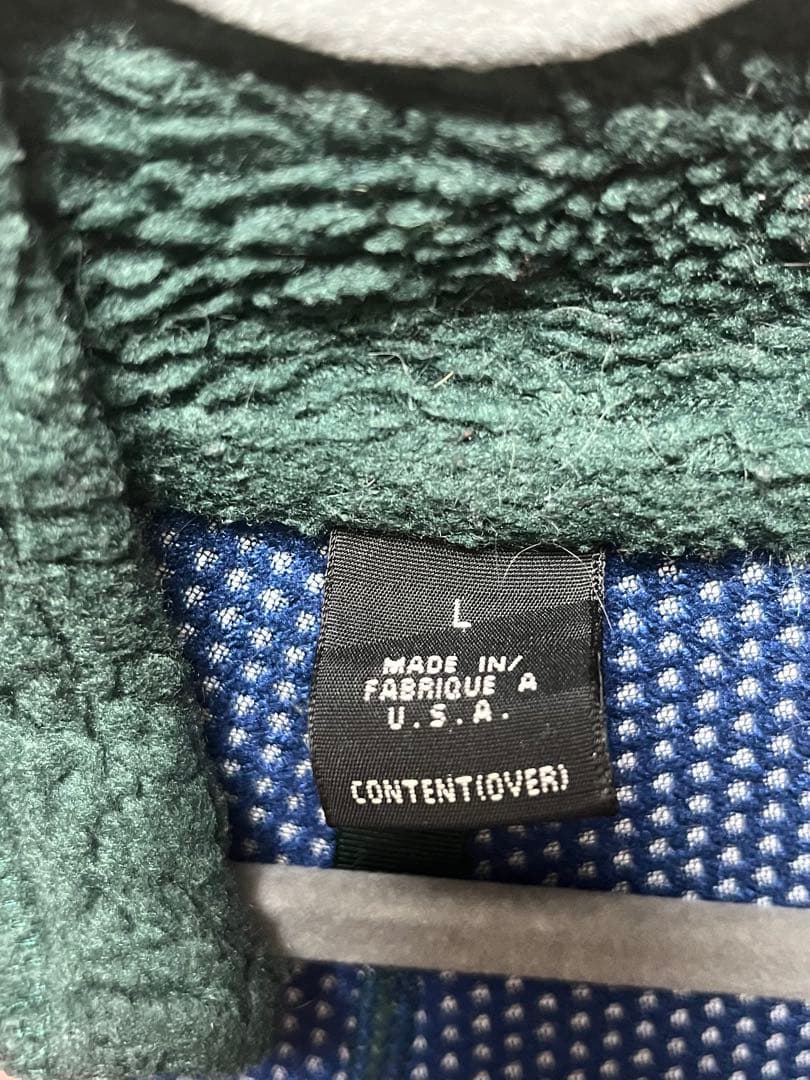 L
MADE IN/
FABRIQUE A
U.S.A.
CONTENT(OVER)